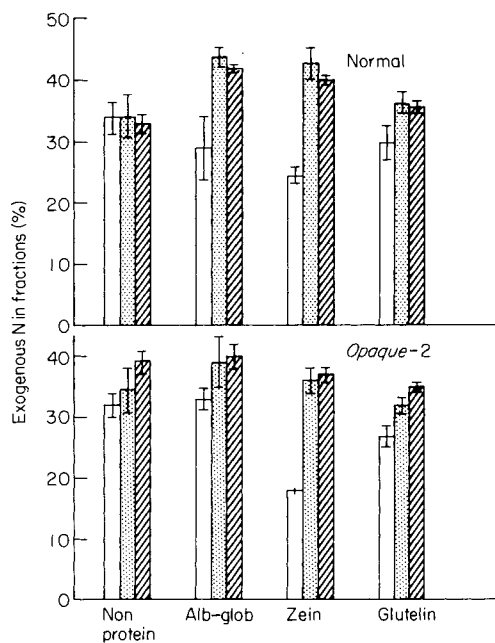 Exogenous N in fractions (%)
50
40
30
20
10
0
Normal
40
30
20
10
0
Opaque-2
Non protein
Alb-glob
Zein
Glutelin